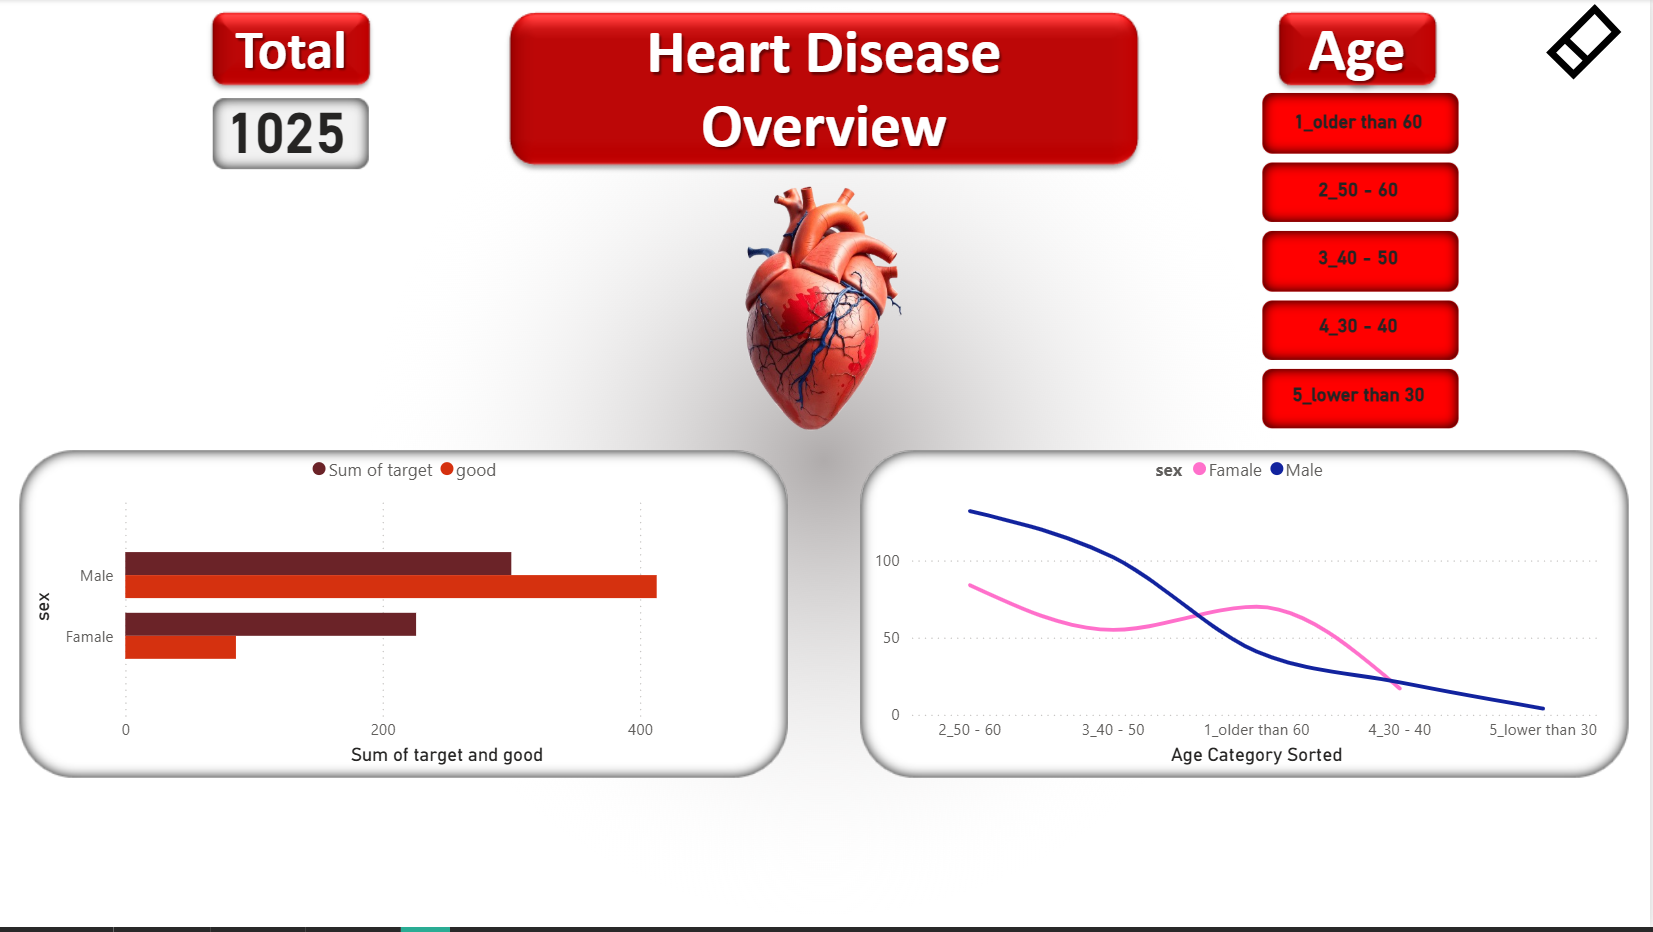 Total
1025
Heart Disease
Overview
Age
1_older than 60
2_50 - 60
3_40 - 50
4_30 - 40
5_lower than 30
Sum of target good
Male
Famale
sex
0 200 400
Sum of target and good
sex Famale Male
100
50
0
2_50 - 60 3_40 - 50 1_older than 60 4_30 - 40 5_lower than 30
Age Category Sorted